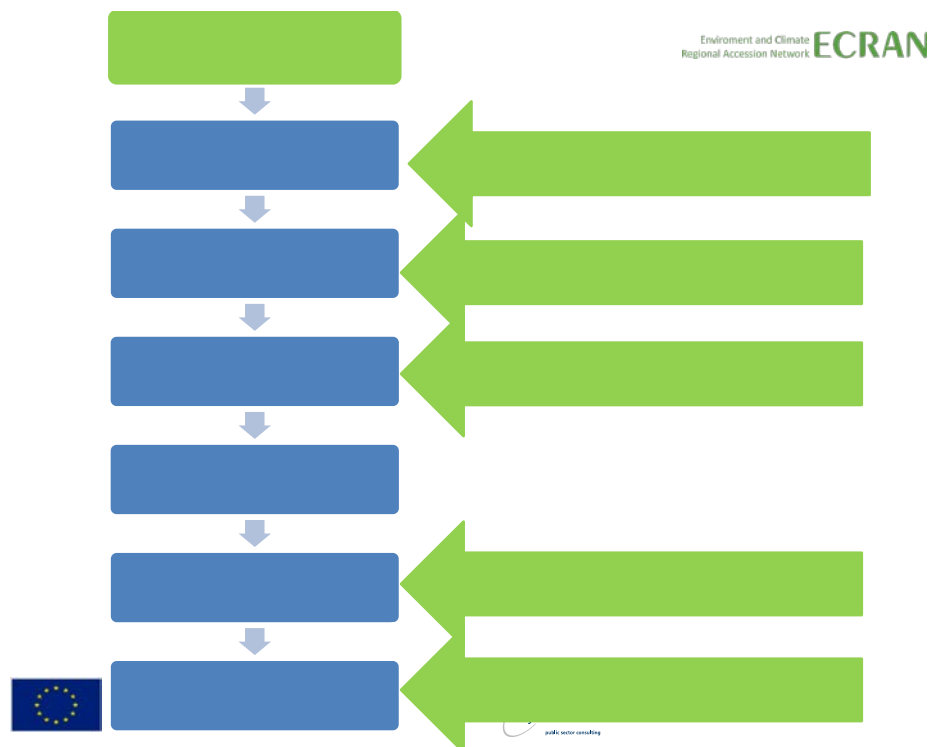 Enviroment and Climate
Regional Accession Network
ECRAN
public sector consulting